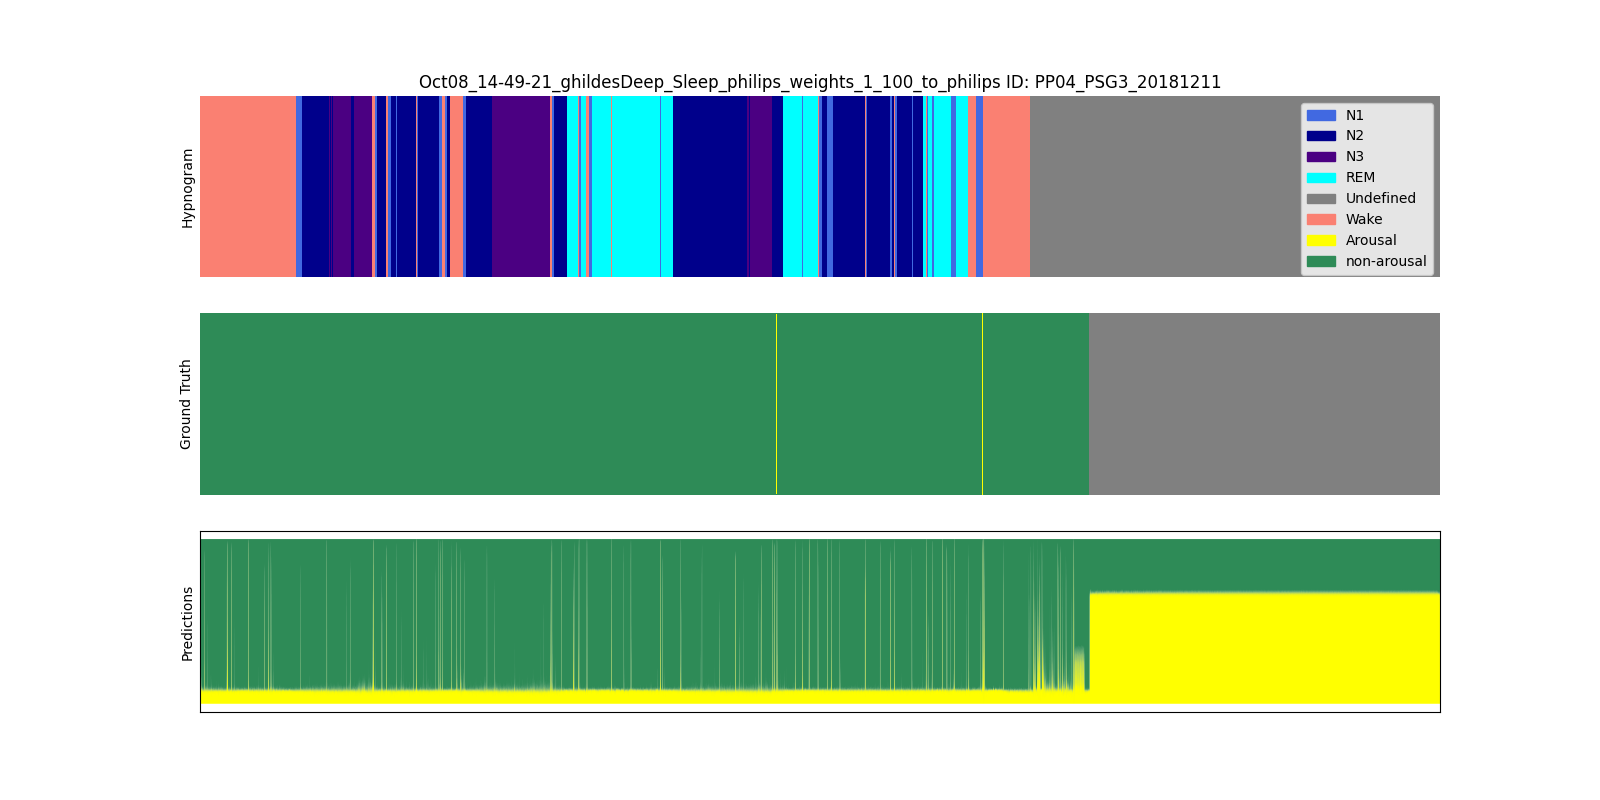 Oct08_14-49-21_ghildesDeep_Sleep_philips_weights_1_100_to_philips ID: PP04_PSG3_20181211
Hypnogram
N1
N2
N3
REM
Undefined
Wake
Arousal
non-arousal
Ground Truth
Predictions